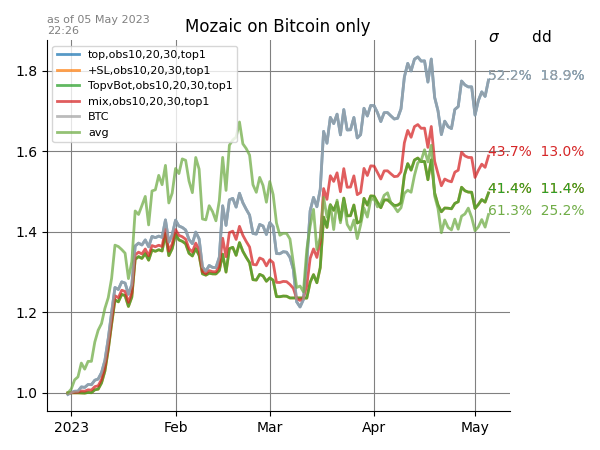 as of 05 May 2023
22:26
Mozaic on Bitcoin only
σ dd
top,obs10,20,30,top1
+SL,obs10,20,30,top1
TopvBot,obs10,20,30,top1
mix,obs10,20,30,top1
BTC
avg
1.8
1.6
1.4
1.2
1.0
52.2% 18.9%
43.7% 13.0%
41.4% 11.4%
61.3% 25.2%
2023 Feb Mar Apr May